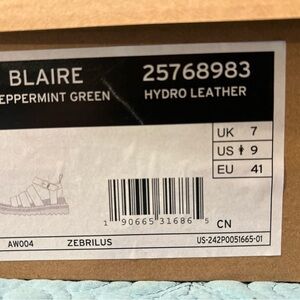 BLAIRE 25768983
EPPERMINT GREEN HYDRO LEATHER
UK 7
US 9
EU 41
1 90665 31686 5 CN
AW004 ZEBRILUS US-242P0051665-01